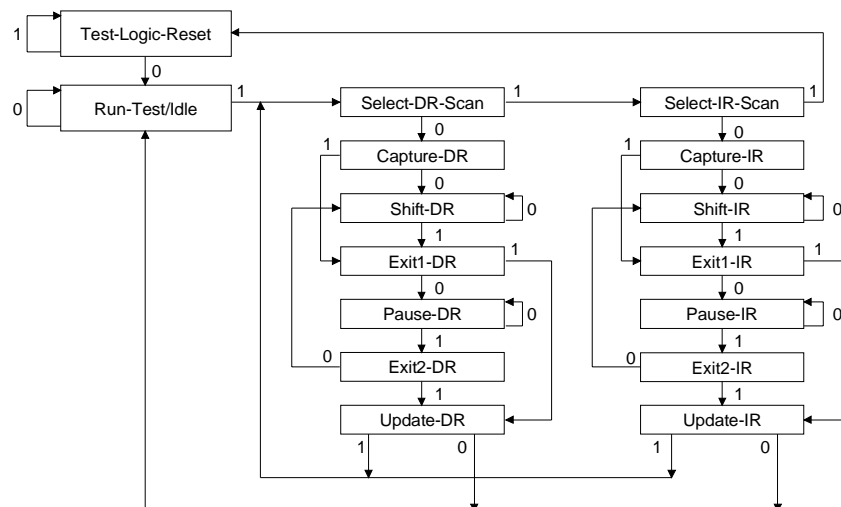 Test-Logic-Reset
1
0
Run-Test/Idle
0
1
Select-DR-Scan
1
0
Capture-DR
1
0
Shift-DR
0
1
Exit1-DR
1
0
Pause-DR
0
1
Exit2-DR
0
1
Update-DR
1
0
Select-IR-Scan
1
0
Capture-IR
1
0
Shift-IR
0
1
Exit1-IR
1
0
Pause-IR
0
1
Exit2-IR
0
1
Update-IR
1
0